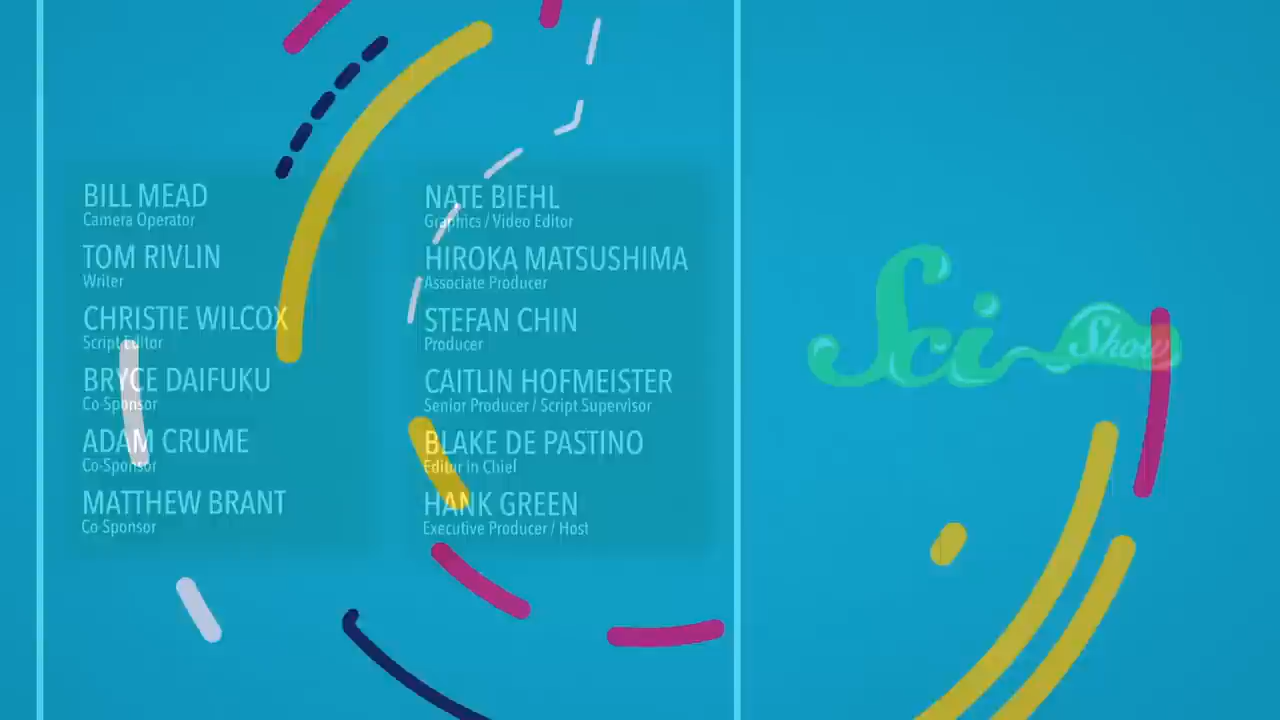 BILL MEAD
Camera Operator
TOM RIVLIN
Writer
CHRISTIE WILCOX
Script Editor
BRYCE DAIFUKU
Co-Sponsor
ADAM CRUME
Co-Sponsor
MATTHEW BRANT
Co-Sponsor
NATE BIEHL
Graphics / Video Editor
HIROKA MATSUSHIMA
Associate Producer
STEFAN CHIN
Producer
CAITLIN HOFMEISTER
Senior Producer / Script Supervisor
BLAKE DE PASTINO
Editor in Chief
HANK GREEN
Executive Producer / Host
Sci Show